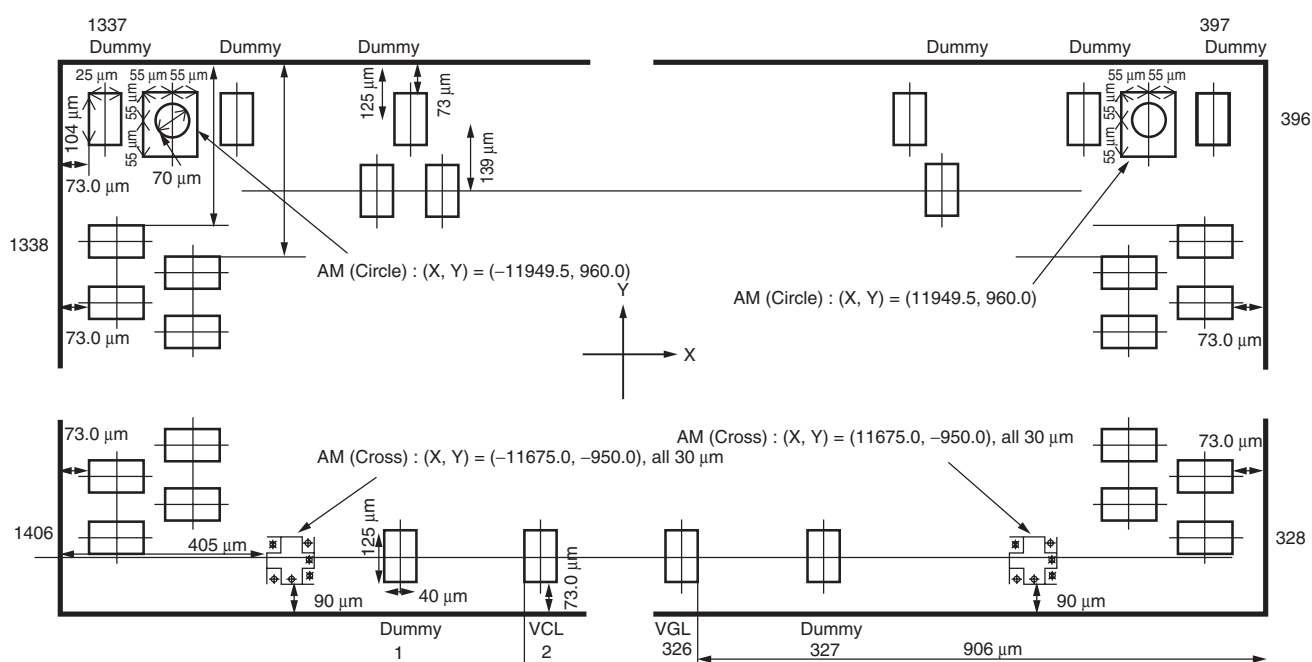 1337
397
Dummy
Dummy
Dummy
Dummy
Dummy
Dummy
25 μm
55 μm
55 μm
104 μm
55 μm
55 μm
70 μm
73.0 μm
125 μm
73 μm
139 μm
55 μm
55 μm
55 μm
55 μm
396
1338
AM (Circle) : (X, Y) = (−11949.5, 960.0)
AM (Circle) : (X, Y) = (11949.5, 960.0)
Y
X
73.0 μm
73.0 μm
73.0 μm
AM (Cross) : (X, Y) = (−11675.0, −950.0), all 30 μm
AM (Cross) : (X, Y) = (11675.0, −950.0), all 30 μm
73.0 μm
1406
405 μm
125 μm
40 μm
73.0 μm
90 μm
90 μm
328
Dummy
1
VCL
2
VGL
326
Dummy
327
906 μm